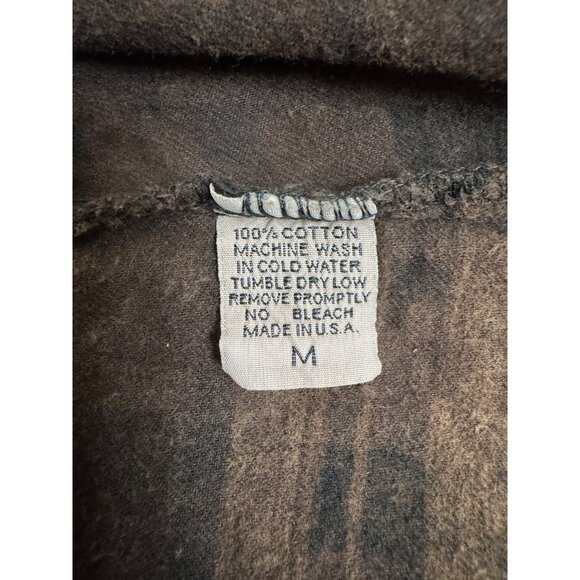 100% COTTON
MACHINE WASH
IN COLD WATER
TUMBLE DRY LOW
REMOVE PROMPTLY
NO BLEACH
MADE IN U.S.A.
M